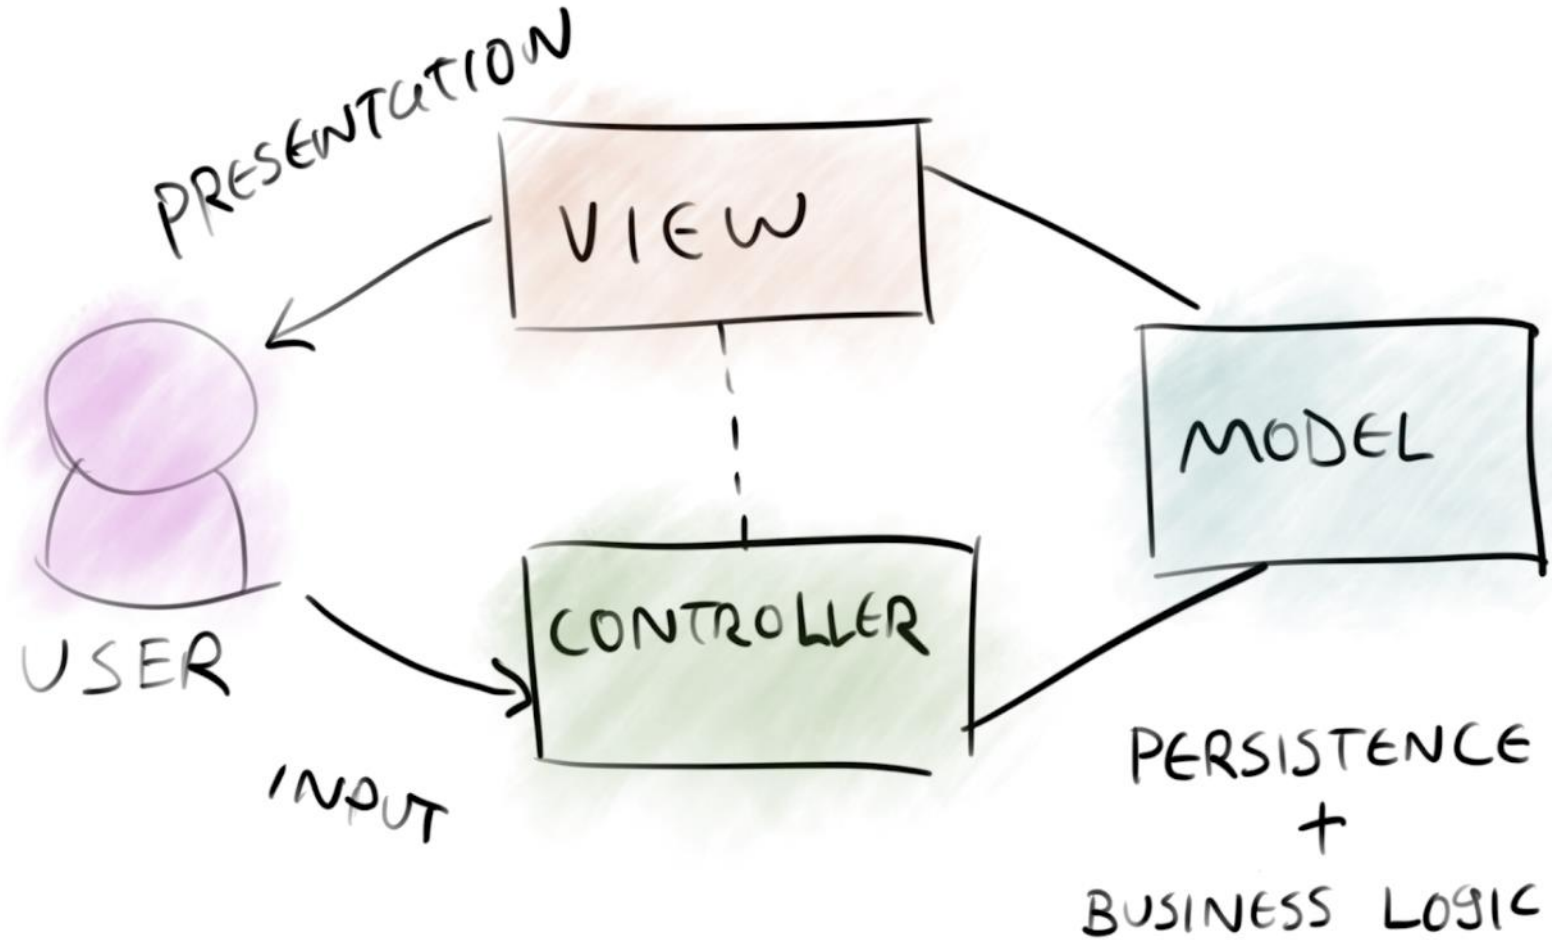 PRESENTATION
VIEW
MODEL
CONTROLLER
USER
INPUT
PERSISTENCE
+
BUSINESS LOGIC